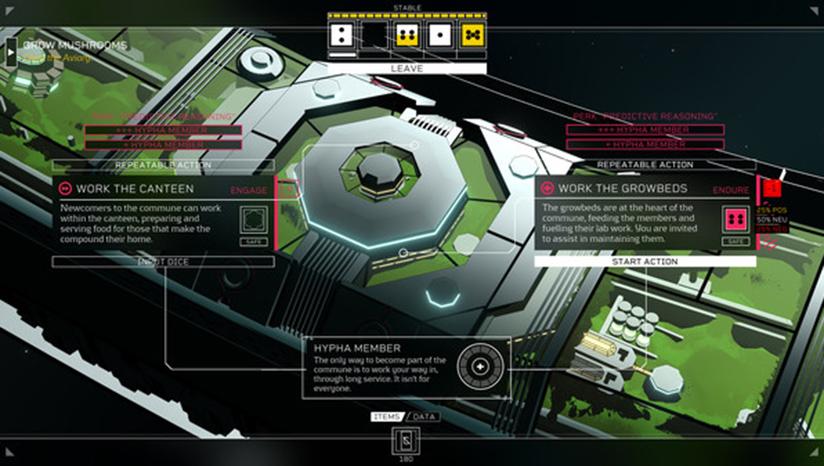 STABLE
LEAVE
GROW MUSHROOMS
the Aviary
PERK "PREDICTIVE REASONING"
+++ HYPHA MEMBER
+ HYPHA MEMBER
REPEATABLE ACTION
WORK THE CANTEEN
ENGAGE
Newcomers to the commune can work
within the canteen, preparing and
serving food for those that make the
compound their home.
SAFE
INPUT DICE
PERK "PREDICTIVE REASONING"
+++ HYPHA MEMBER
+ HYPHA MEMBER
REPEATABLE ACTION
WORK THE GROWBEDS
ENDURE
The growbeds are at the heart of the
commune, feeding the members and
fuelling their lab work. You are invited
to assist in maintaining them.
SAFE
25% POS
50% NEU
START ACTION
HYPHA MEMBER
The only way to become part of the
commune is to work your way in,
through long service. It isn't for
everyone.
ITEMS / DATA
180